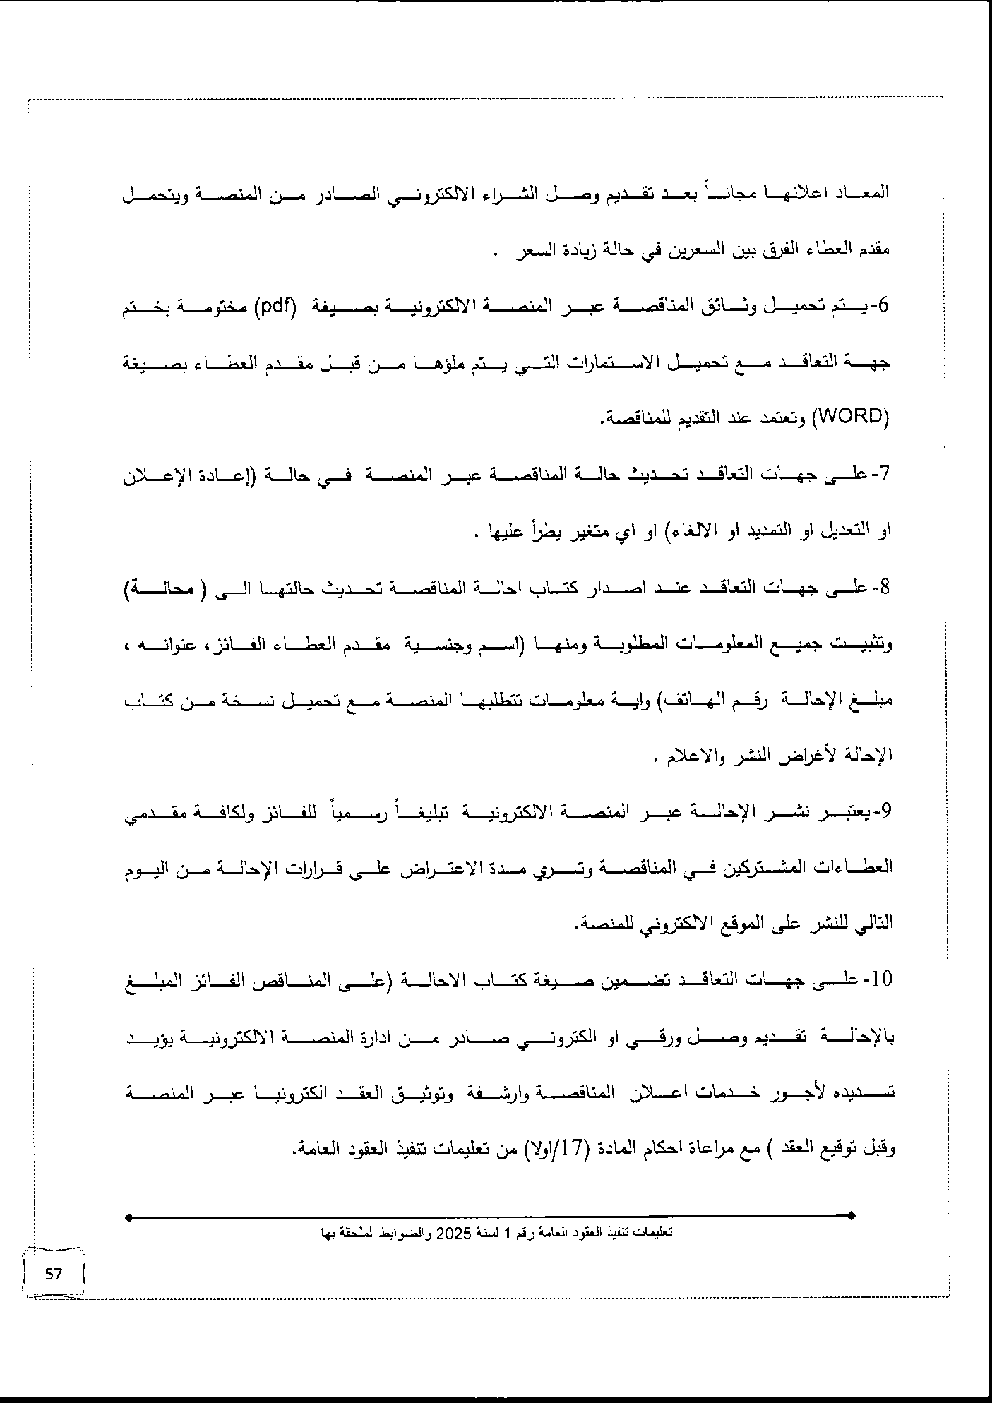 المعاد اعلانها مجاناً بعد تقديم وصل الشراء الالكتروني الصادر من المنصة ويتحمل
مقدم العطاء الفرق بين السعرين في حالة زيادة السعر .
6-يتم تحميل وثائق المناقصة عبر المنصة الالكترونية بصيغة (pdf) مختومة بختم
جهة التعاقد مع تحميل الاستمارات التي يتم ملؤها من قبل مقدم العطاء بصيغة
(WORD) وتعتمد عند التقديم للمناقصة.
7-على جهات التعاقد تحديث حالة المناقصة عبر المنصة في حالة (إعادة الإعلان
او التعديل او التمديد او الالغاء) او اي متغير يطرأ عليها .
8-على جهات التعاقد عند اصدار كتاب احالة المناقصة تحديث حالتها الى ( محالة)
وتثبيت جميع المعلومات المطلوبة ومنها (اسم وجنسية مقدم العطاء الفائز، عنوانه ،
مبلغ الإحالة رقم الهاتف) واية معلومات تتطلبها المنصة مع تحميل نسخة من كتاب
الإحالة لأغراض النشر والاعلام .
9-يعتبر نشر الإحالة عبر المنصة الالكترونية تبليغاً رسمياً للفائز ولكافة مقدمي
العطاءات المشتركين في المناقصة وتسري مدة الاعتراض على قرارات الإحالة من اليوم
التالي للنشر على الموقع الالكتروني للمنصة.
10-على جهات التعاقد تضمين صيغة كتاب الاحالة (على المناقص الفائز المبلغ
بالإحالة تقديم وصل ورقي او الكتروني صادر من ادارة المنصة الالكترونية يؤيد
تسديده لأجور خدمات اعلان المناقصة وارشفة وتوثيق العقد الكترونيا عبر المنصة
وقبل توقيع العقد ) مع مراعاة احكام المادة (17/اولا) من تعليمات تنفيذ العقود العامة.
تعليمات تنفيذ العقود العامة رقم 1 لسنة 2025 والضوابط الملحقة بها
57